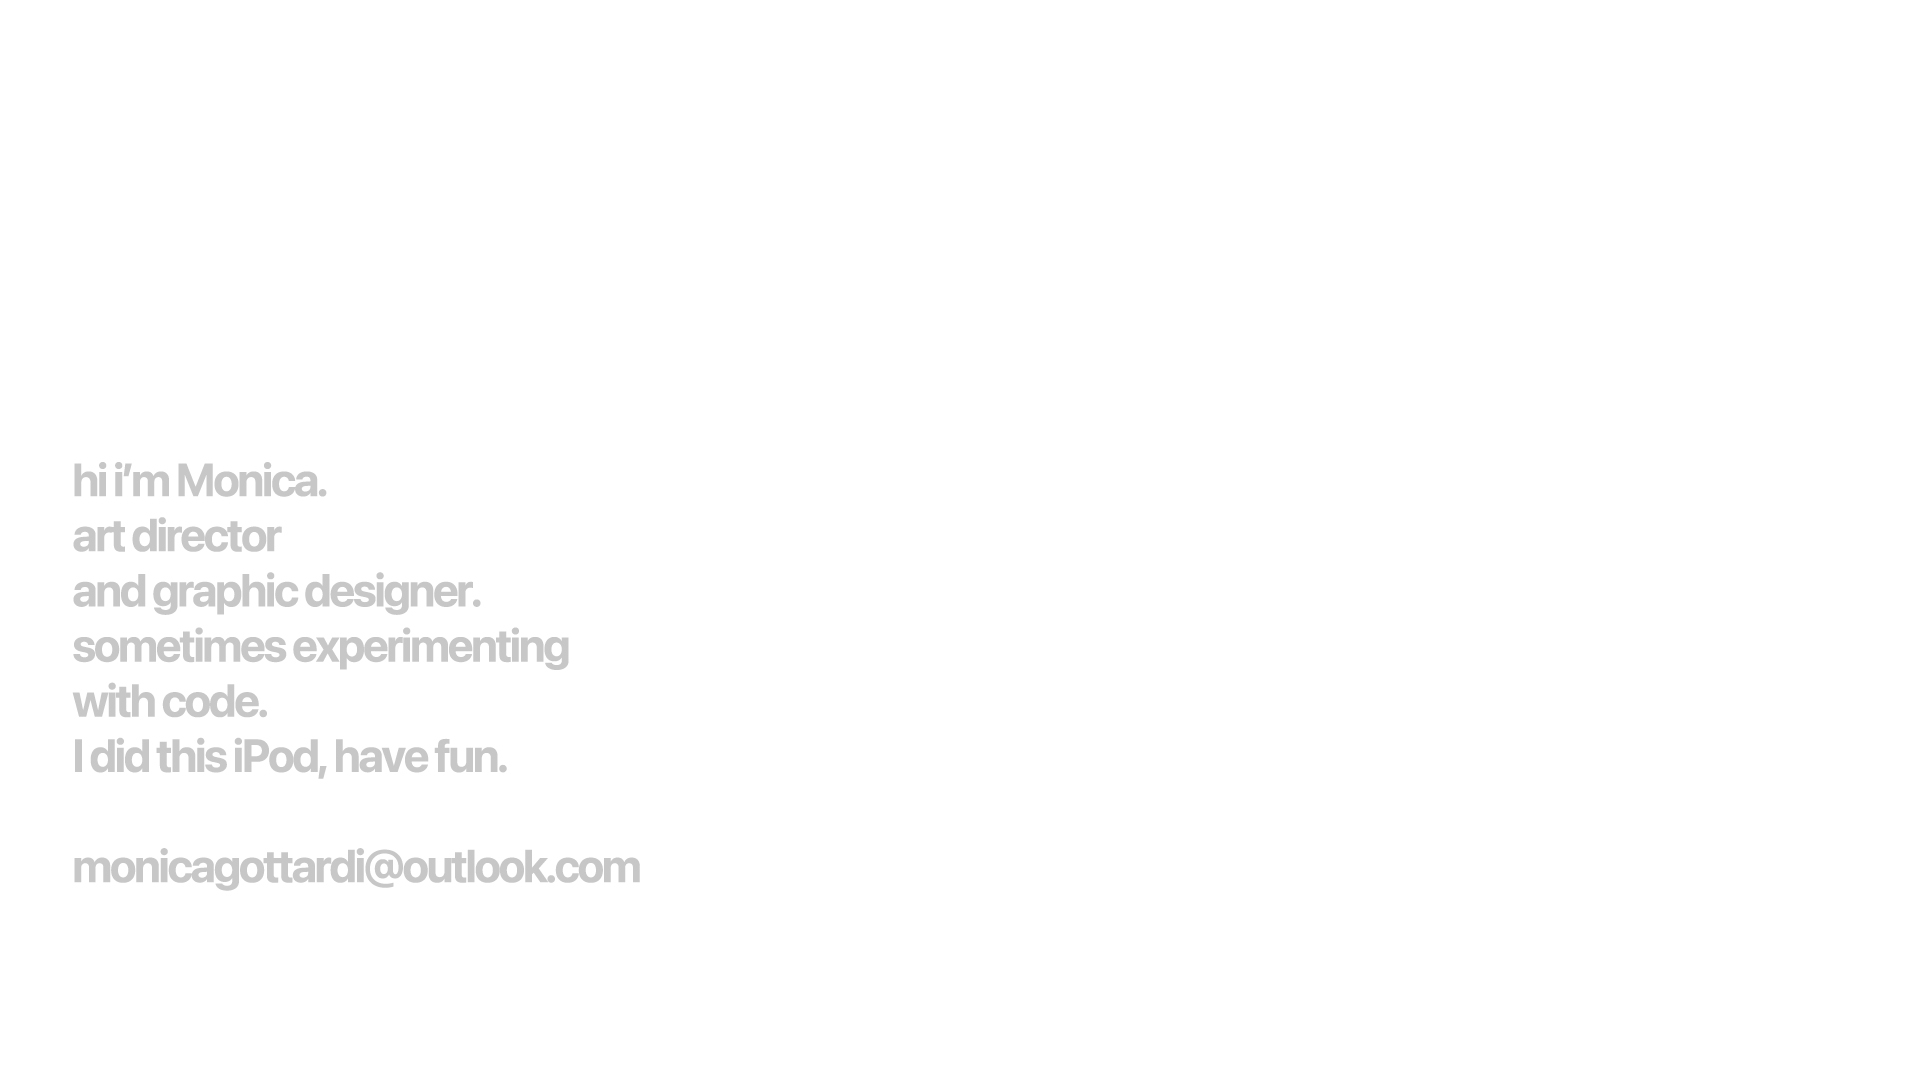 hi i’m Monica.
art director
and graphic designer.
sometimes experimenting
with code.
I did this iPod, have fun.
monicagottardi@outlook.com